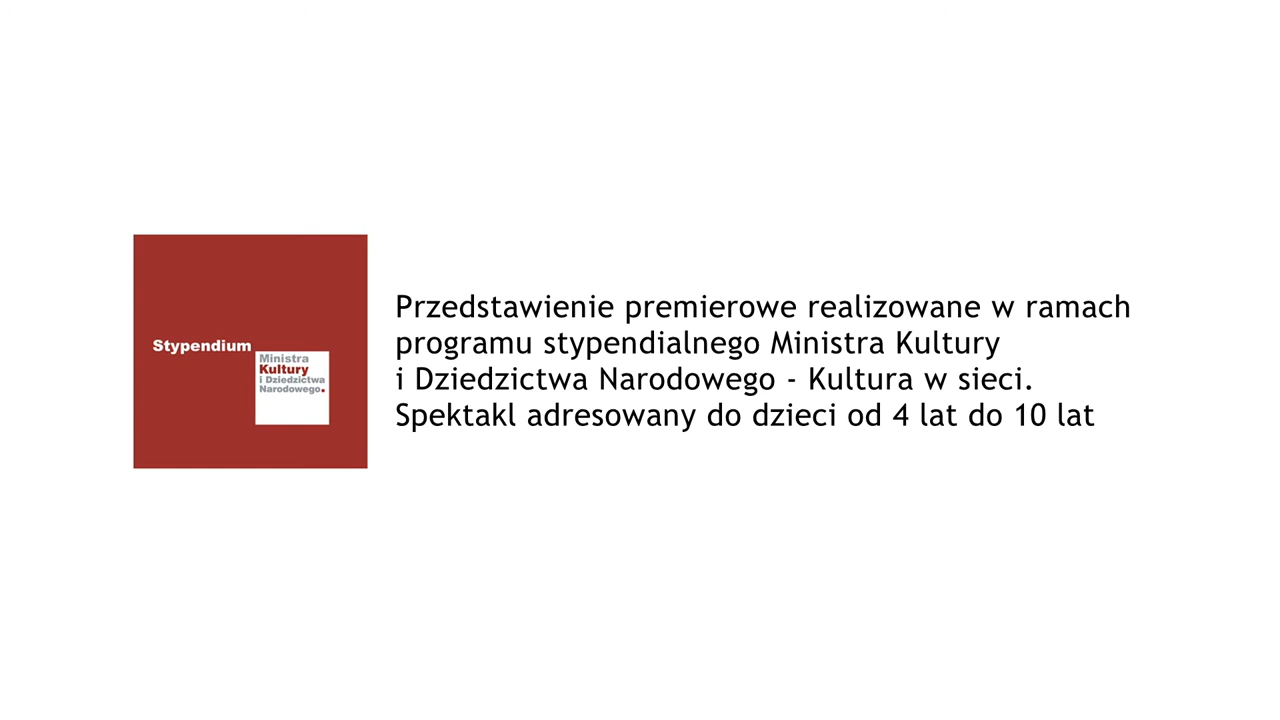 Stypendium
Ministra
Kultury
i Dziedzictwa
Narodowego.
Przedstawienie premierowe realizowane w ramach
programu stypendialnego Ministra Kultury
i Dziedzictwa Narodowego - Kultura w sieci.
Spektakl adresowany do dzieci od 4 lat do 10 lat